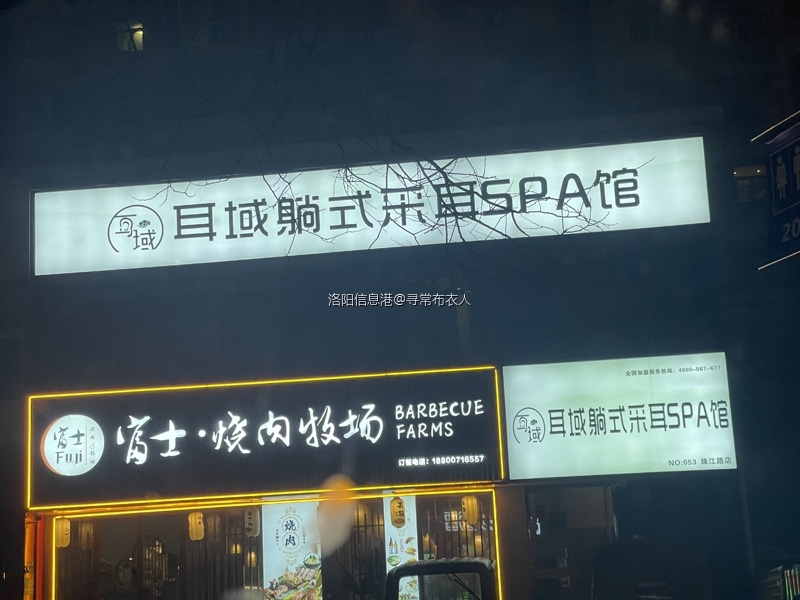 耳域
耳域躺式采耳SPA馆
洛阳信息港@寻常布衣人
全国加盟服务热线：4000-567-677
富士 Fuji
富士·烧肉牧场
BARBECUE
FARMS
订餐电话：18800716557
耳域
耳域躺式采耳SPA馆
NO:053 珠江路店
烧肉
20